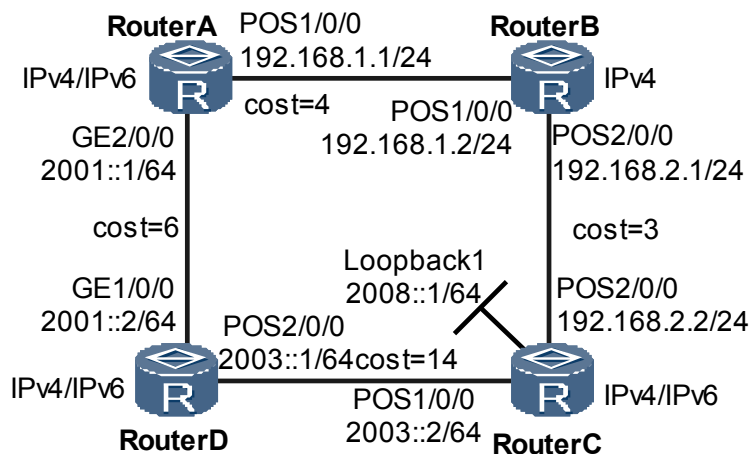 RouterA
POS1/0/0
192.168.1.1/24
RouterB
IPv4/IPv6
R
R
IPv4
cost=4
POS1/0/0
192.168.1.2/24
GE2/0/0
2001::1/64
POS2/0/0
192.168.2.1/24
cost=6
cost=3
Loopback1
2008::1/64
GE1/0/0
2001::2/64
POS2/0/0
192.168.2.2/24
POS2/0/0
2003::1/64cost=14
IPv4/IPv6
R
R
IPv4/IPv6
POS1/0/0
2003::2/64
RouterD
RouterC